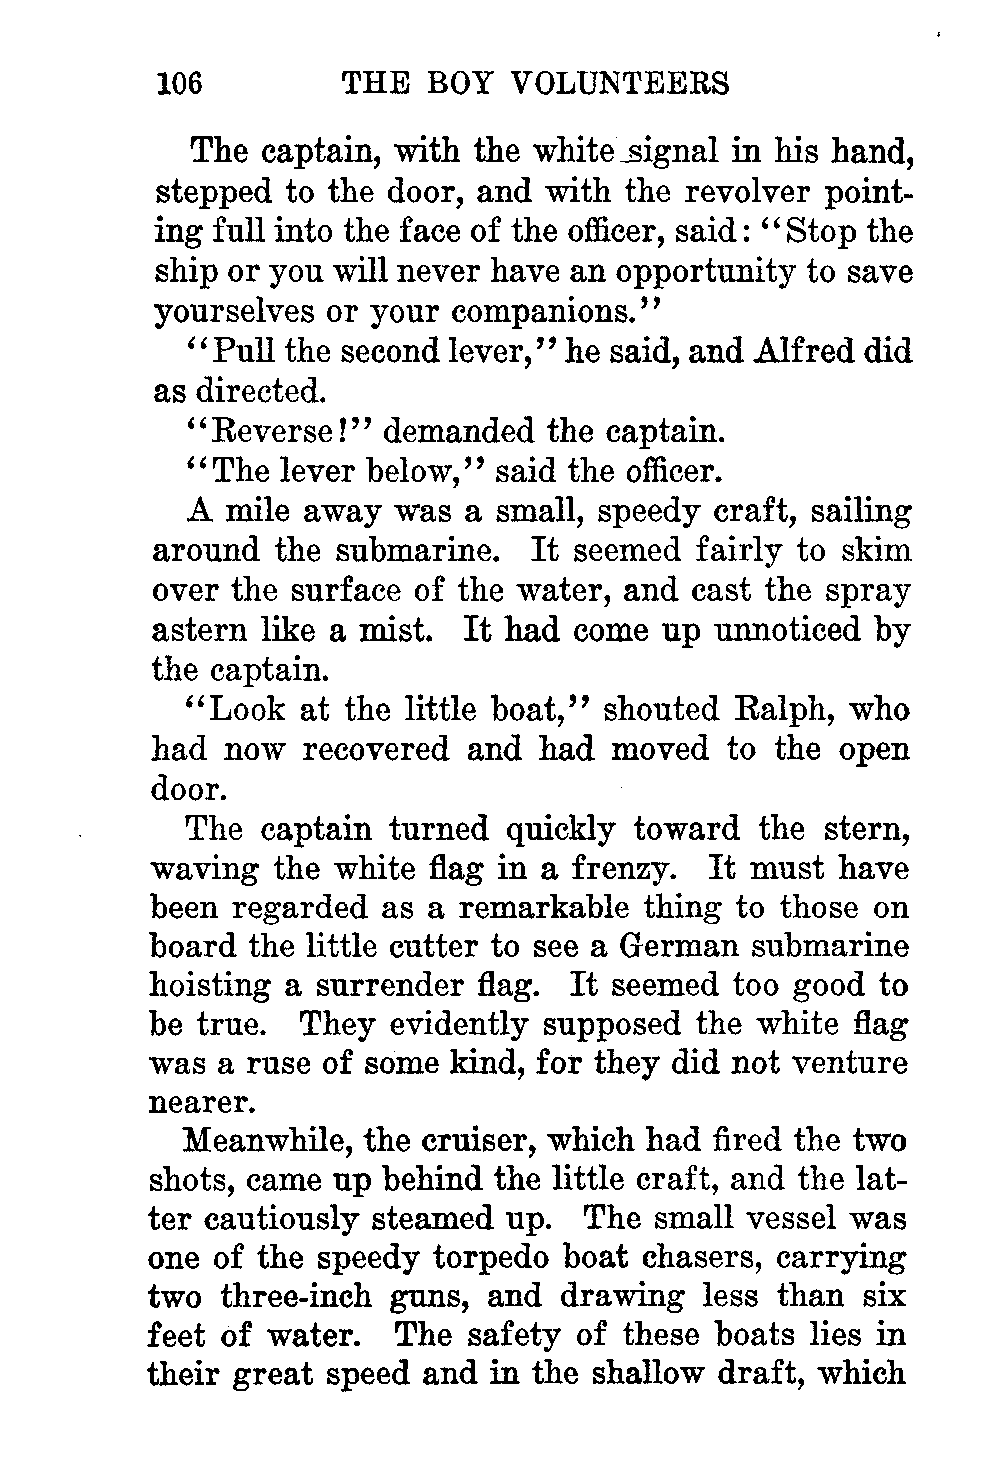 106 THE BOY VOLUNTEERS
The captain, with the white signal in his hand,
stepped to the door, and with the revolver point-
ing full into the face of the officer, said: "Stop the
ship or you will never have an opportunity to save
yourselves or your companions."
"Pull the second lever," he said, and Alfred did
as directed.
"Reverse!" demanded the captain.
"The lever below," said the officer.
A mile away was a small, speedy craft, sailing
around the submarine. It seemed fairly to skim
over the surface of the water, and cast the spray
astern like a mist. It had come up unnoticed by
the captain.
"Look at the little boat," shouted Ralph, who
had now recovered and had moved to the open
door.
The captain turned quickly toward the stern,
waving the white flag in a frenzy. It must have
been regarded as a remarkable thing to those on
board the little cutter to see a German submarine
hoisting a surrender flag. It seemed too good to
be true. They evidently supposed the white flag
was a ruse of some kind, for they did not venture
nearer.
Meanwhile, the cruiser, which had fired the two
shots, came up behind the little craft, and the lat-
ter cautiously steamed up. The small vessel was
one of the speedy torpedo boat chasers, carrying
two three-inch guns, and drawing less than six
feet of water. The safety of these boats lies in
their great speed and in the shallow draft, which